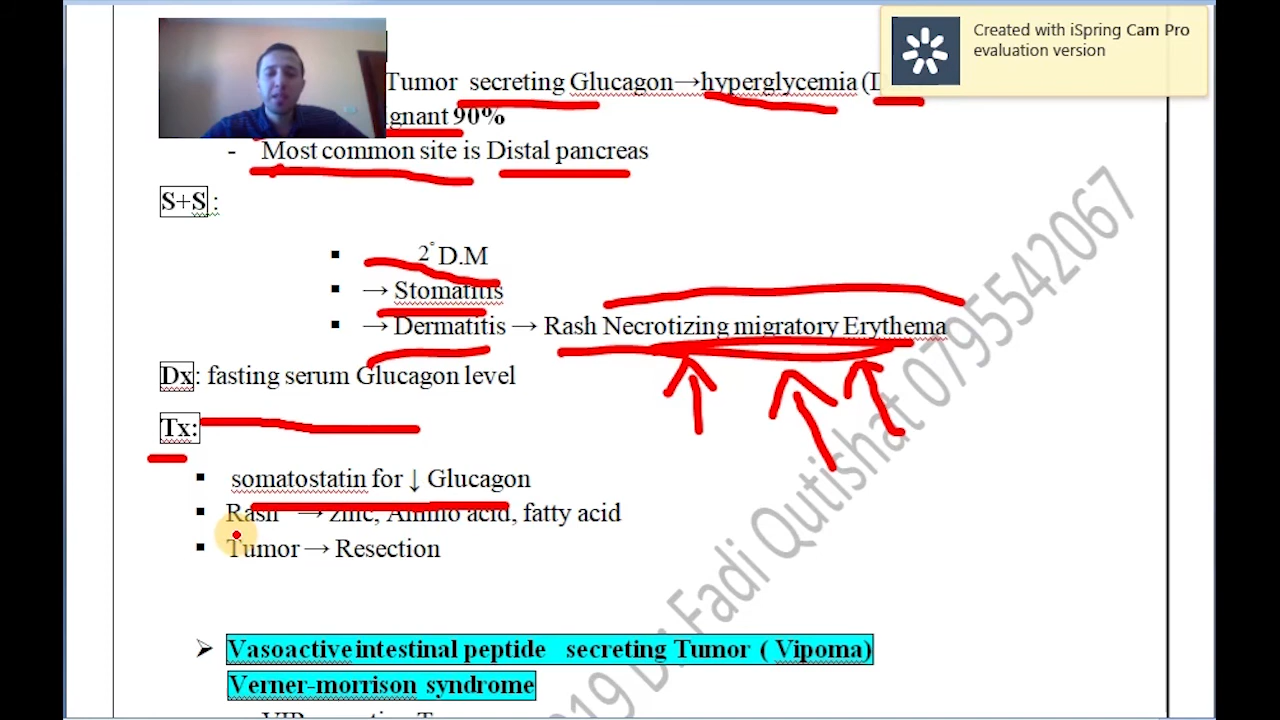 Created with iSpring Cam Pro
evaluation version
Tumor secreting Glucagon→hyperglycemia (D
gnant 90%
- Most common site is Distal pancreas
S+S :
▪ 2° D.M
▪ → Stomatitis
▪ → Dermatitis → Rash Necrotizing migratory Erythema
Dx: fasting serum Glucagon level
Tx:
▪ somatostatin for ↓ Glucagon
▪ Rash → zinc, Amino acid, fatty acid
▪ Tumor → Resection
➢ Vasoactive intestinal peptide secreting Tumor ( Vipoma)
Verner-morrison syndrome
019 Dr Fadi Qutishat 0795542067